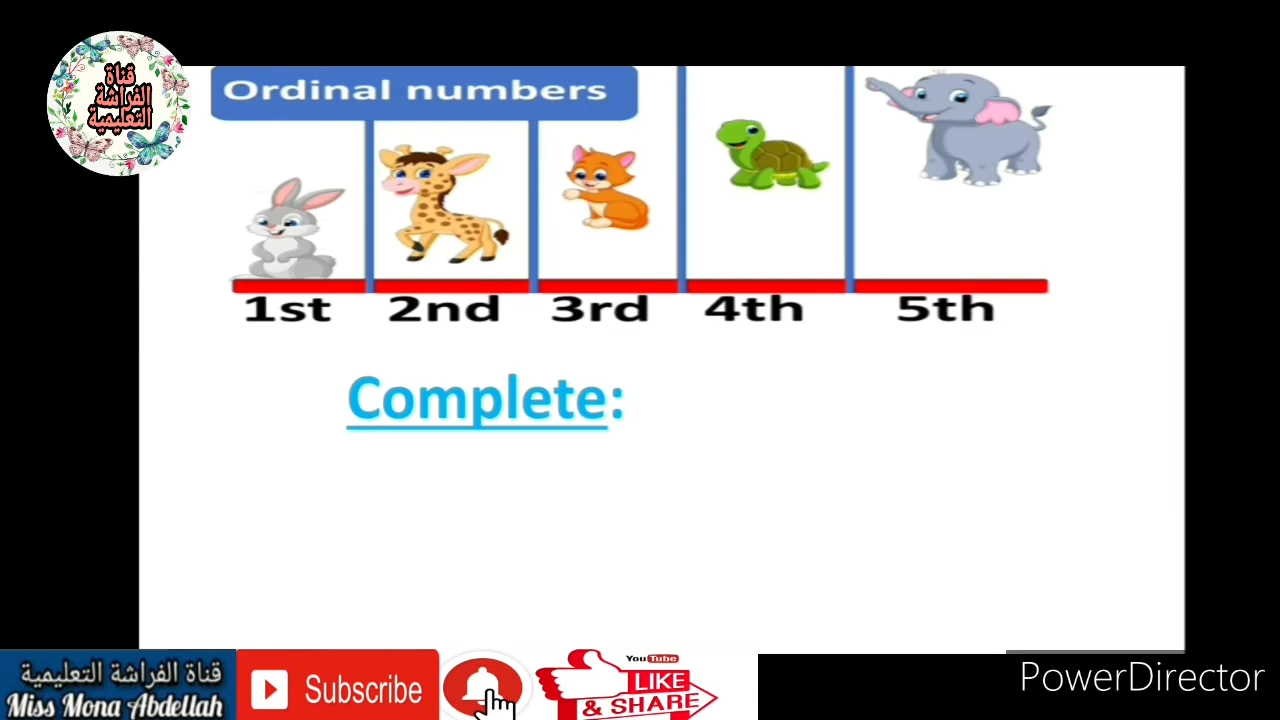 قناة
الفراشة
التعليمية
Ordinal numbers
1st 2nd 3rd 4th 5th
Complete:
قناة الفراشة التعليمية
Miss Mona Abdellah
Subscribe
YouTube
LIKE
& SHARE
PowerDirector